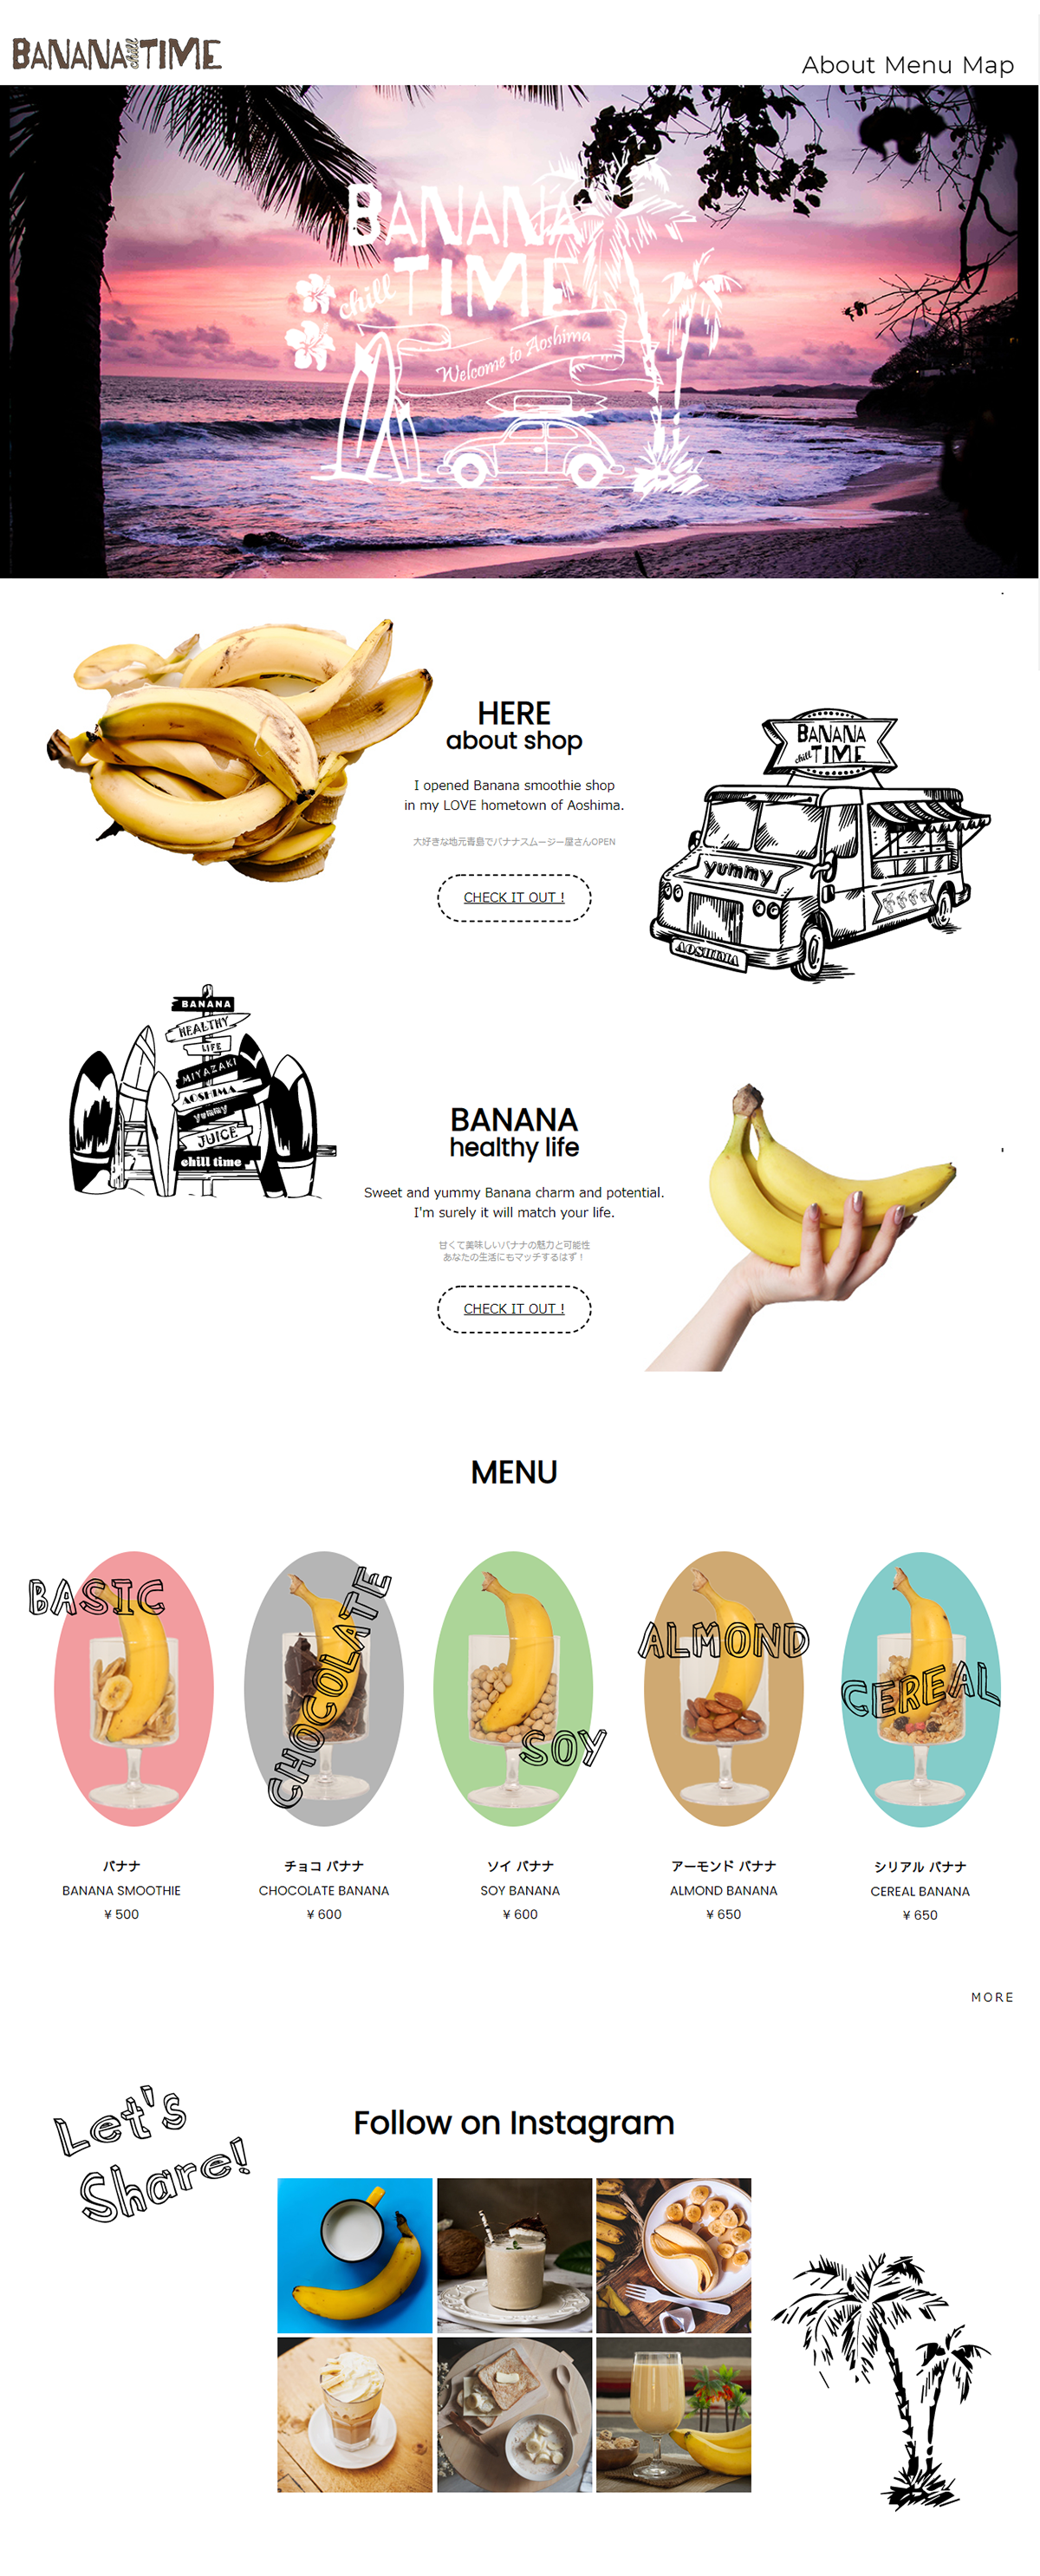 BANANA chill TIME
About Menu Map
BANANA
chill TIME
Welcome to Aoshima
HERE
about shop
I opened Banana smoothie shop
in my LOVE hometown of Aoshima.
大好きな地元青島でバナナスムージー屋さんOPEN
CHECK IT OUT !
BANANA
chill TIME
yummy
AOSHIMA
BANANA
HEALTHY
LIFE
MIYAZAKI
AOSHIMA
yummy
JUICE
chill time
BANANA
healthy life
Sweet and yummy Banana charm and potential.
I'm surely it will match your life.
甘くて美味しいバナナの魅力と可能性
あなたの生活にもマッチするはず！
CHECK IT OUT !
MENU
BASIC
CHOCOLATE
SOY
ALMOND
CEREAL
バナナ
BANANA SMOOTHIE
¥ 500
チョコ バナナ
CHOCOLATE BANANA
¥ 600
ソイ バナナ
SOY BANANA
¥ 600
アーモンド バナナ
ALMOND BANANA
¥ 650
シリアル バナナ
CEREAL BANANA
¥ 650
MORE
Let's
Share!
Follow on Instagram